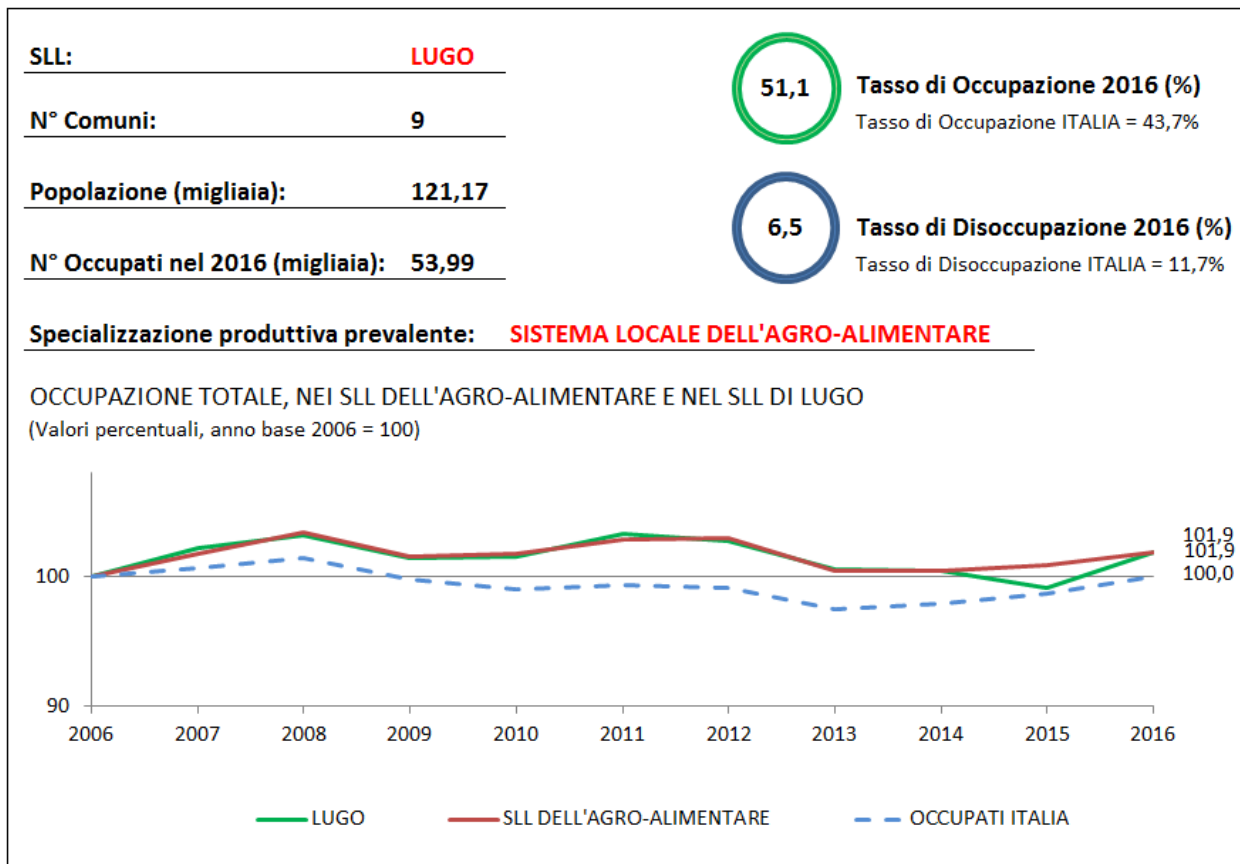 SLL: LUGO
N° Comuni: 9
Popolazione (migliaia): 121,17
N° Occupati nel 2016 (migliaia): 53,99
51,1
Tasso di Occupazione 2016 (%)
Tasso di Occupazione ITALIA = 43,7%
6,5
Tasso di Disoccupazione 2016 (%)
Tasso di Disoccupazione ITALIA = 11,7%
Specializzazione produttiva prevalente: SISTEMA LOCALE DELL'AGRO-ALIMENTARE
OCCUPAZIONE TOTALE, NEI SLL DELL'AGRO-ALIMENTARE E NEL SLL DI LUGO
(Valori percentuali, anno base 2006 = 100)
101,9
101,9
100,0
100
90
2006 2007 2008 2009 2010 2011 2012 2013 2014 2015 2016
LUGO SLL DELL'AGRO-ALIMENTARE OCCUPATI ITALIA